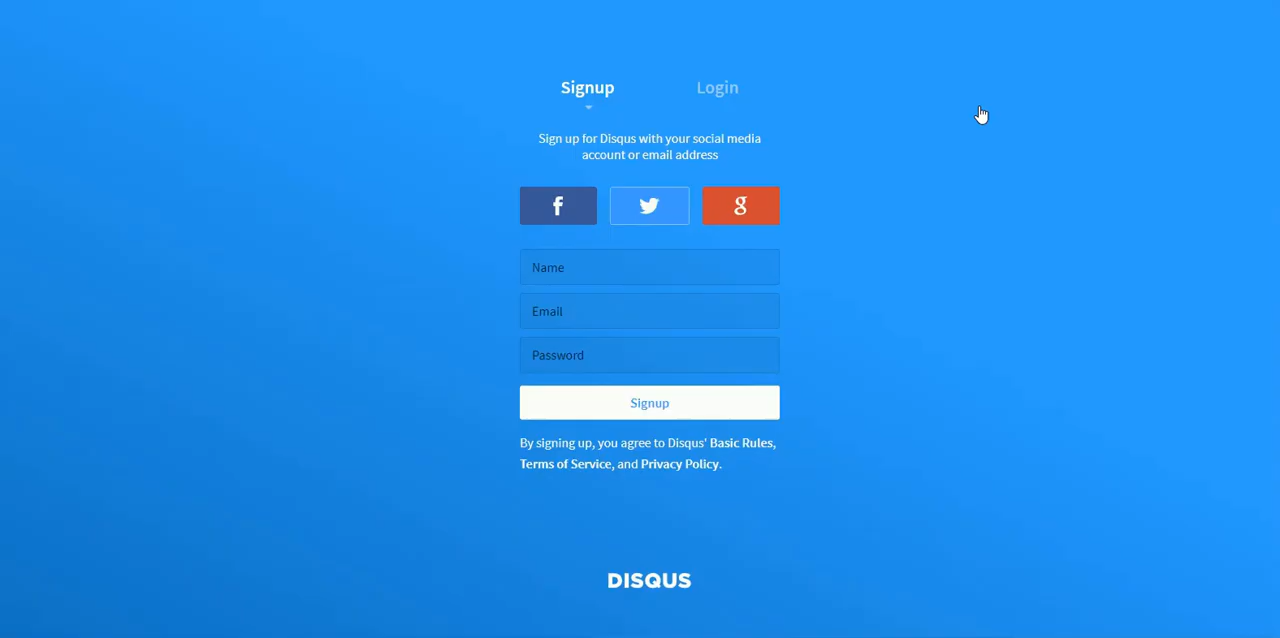 Signup
Login
Sign up for Disqus with your social media
account or email address
f
g
Name
Email
Password
Signup
By signing up, you agree to Disqus' Basic Rules,
Terms of Service, and Privacy Policy.
DISQUS